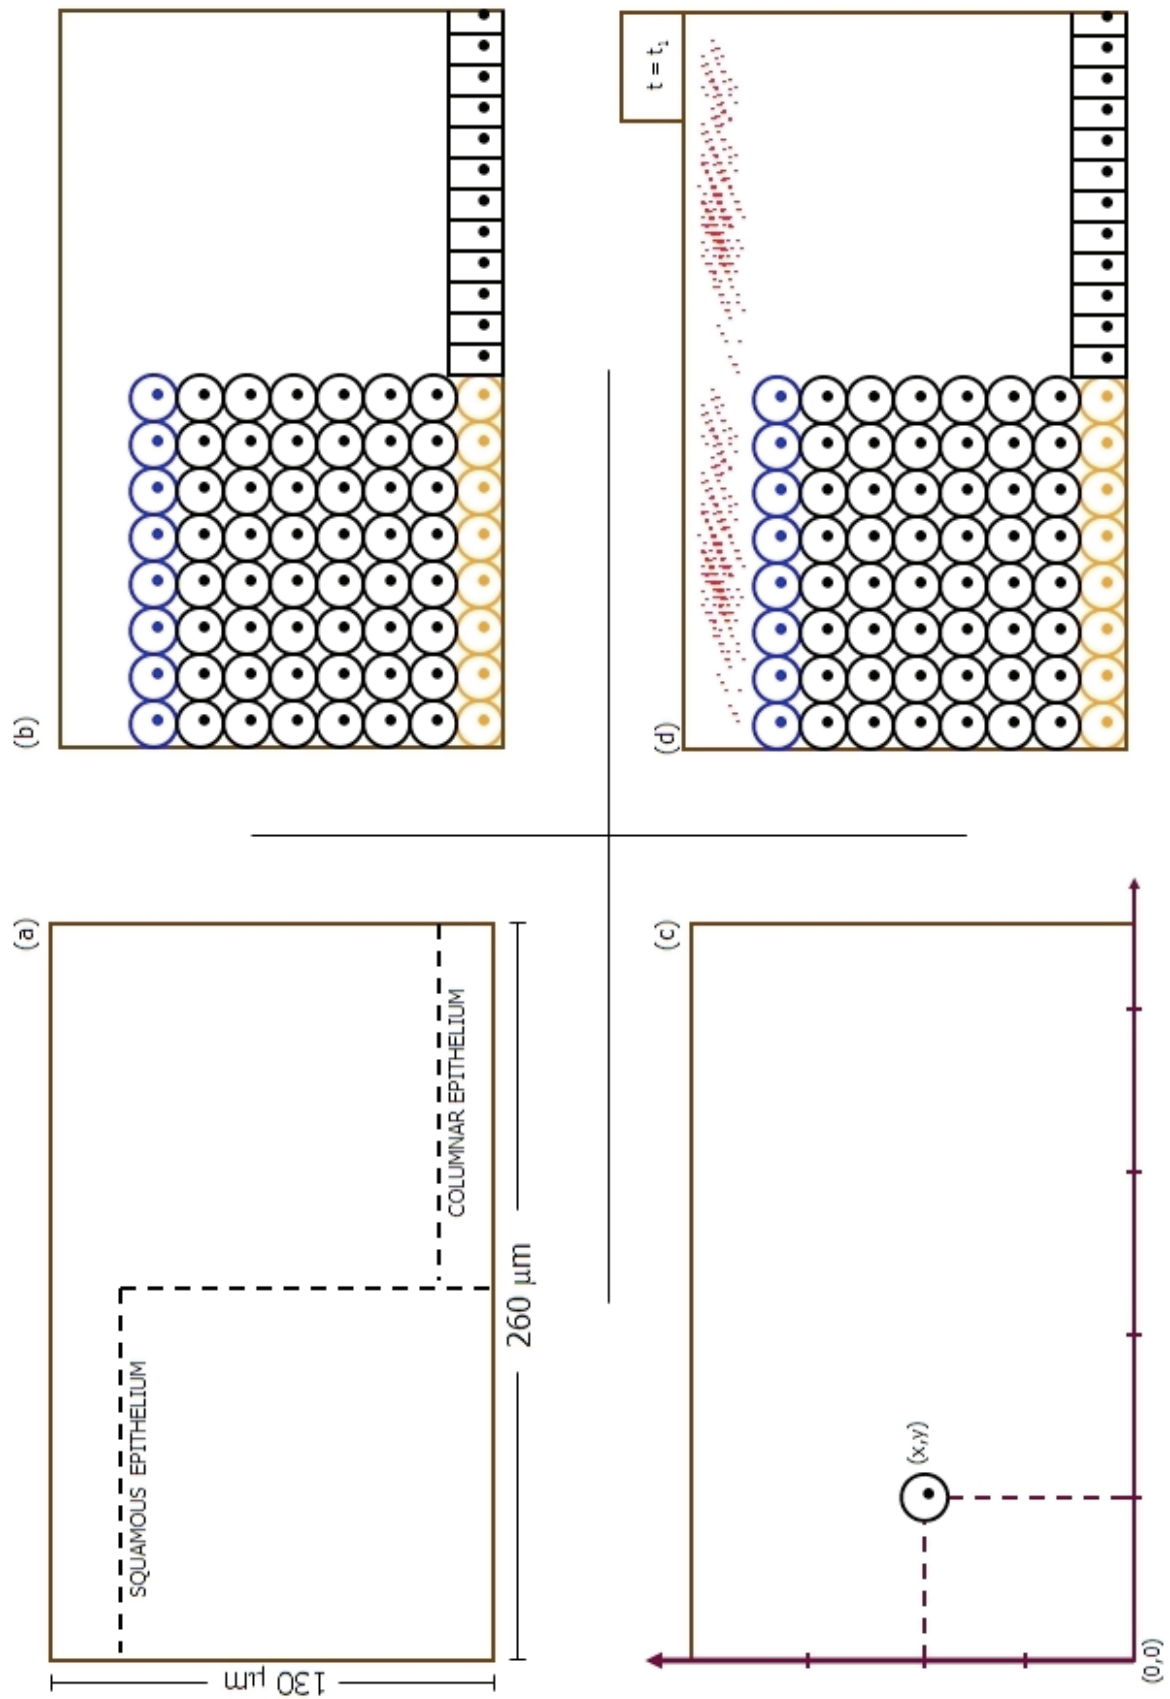 (a)
SQUAMOUS EPITHELIUM
COLUMNAR EPITHELIUM
130 μm
260 μm
(b)
(c)
(x,y)
(0,0)
(d)
t = t₁